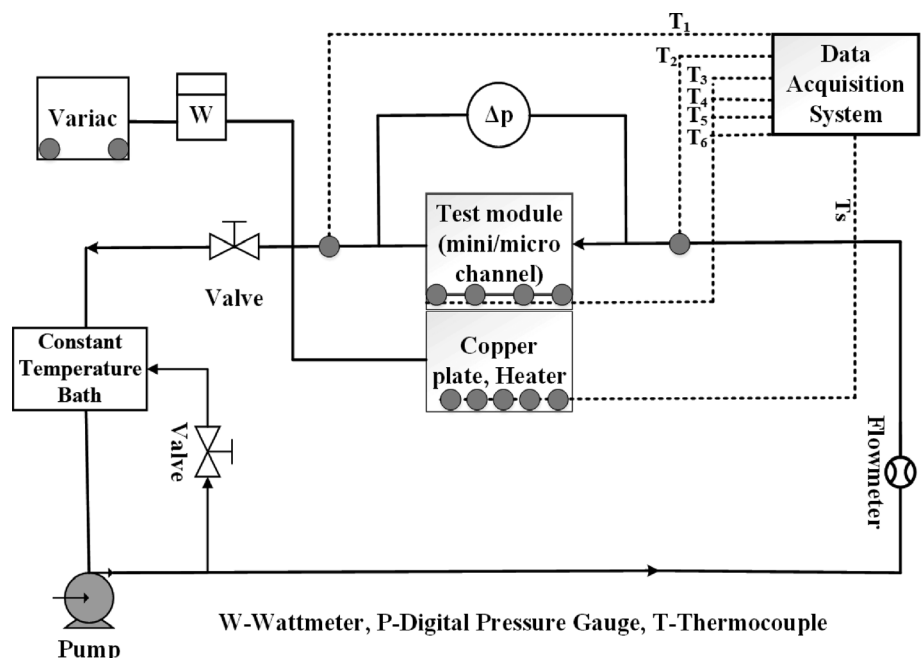 T1
T2
T3
T4
T5
T6
Data
Acquisition
System
Variac
W
Δp
Ts
Test module
(mini/micro
channel)
Valve
Constant
Temperature
Bath
Copper
plate, Heater
Valve
Flowmeter
Pump
W-Wattmeter, P-Digital Pressure Gauge, T-Thermocouple